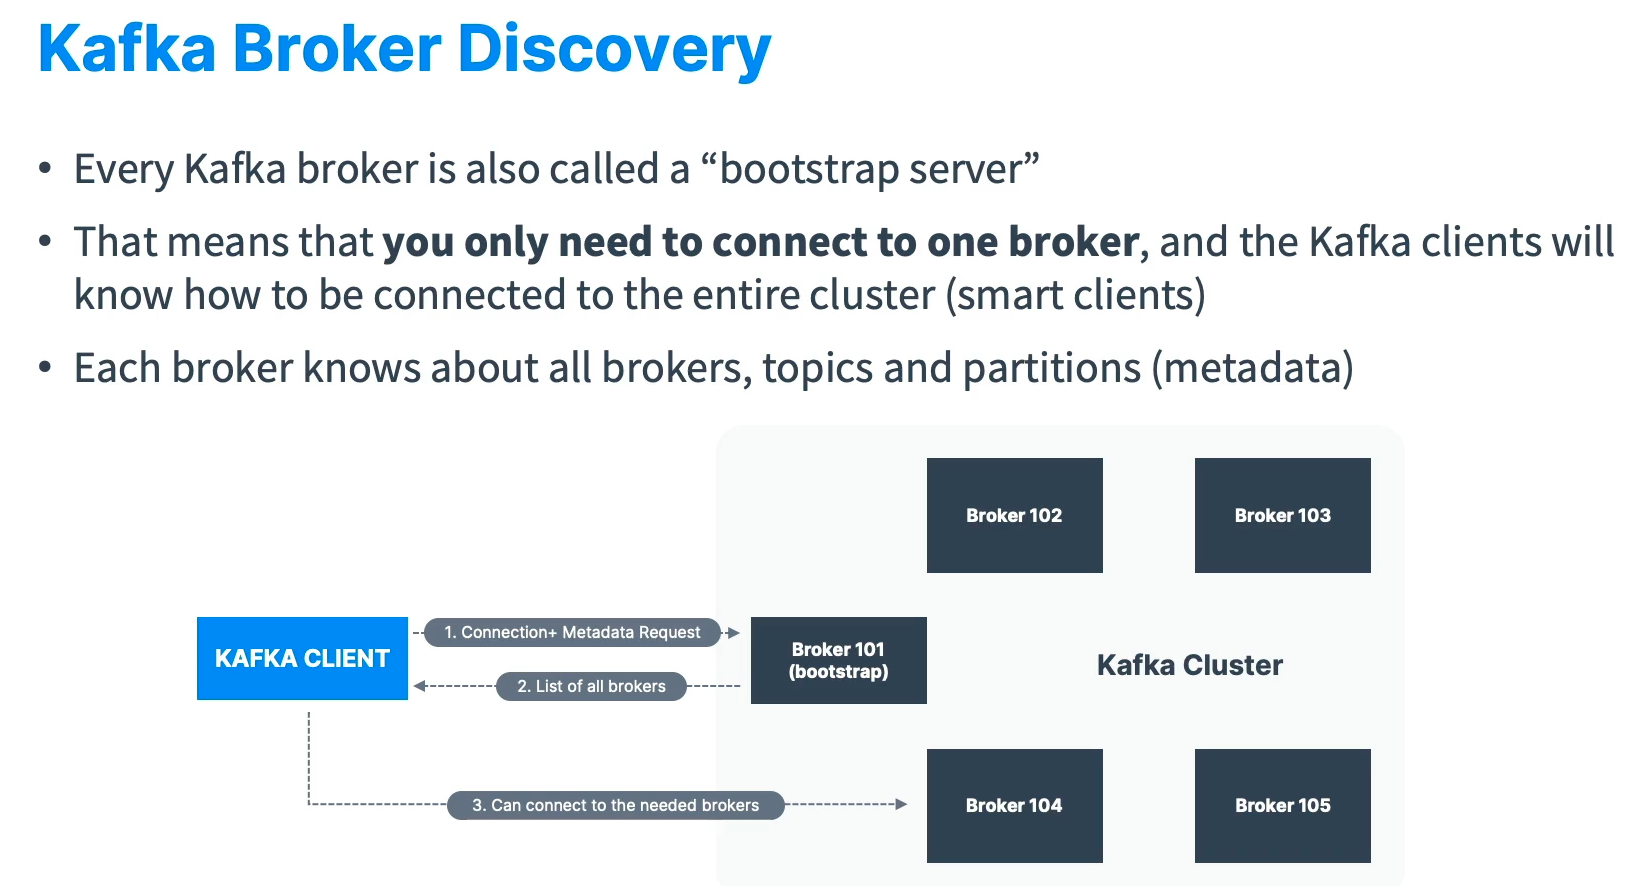 Kafka Broker Discovery
• Every Kafka broker is also called a “bootstrap server”
• That means that you only need to connect to one broker, and the Kafka clients will
know how to be connected to the entire cluster (smart clients)
• Each broker knows about all brokers, topics and partitions (metadata)
Broker 102
Broker 103
KAFKA CLIENT
1. Connection+ Metadata Request
2. List of all brokers
Broker 101
(bootstrap)
Kafka Cluster
3. Can connect to the needed brokers
Broker 104
Broker 105